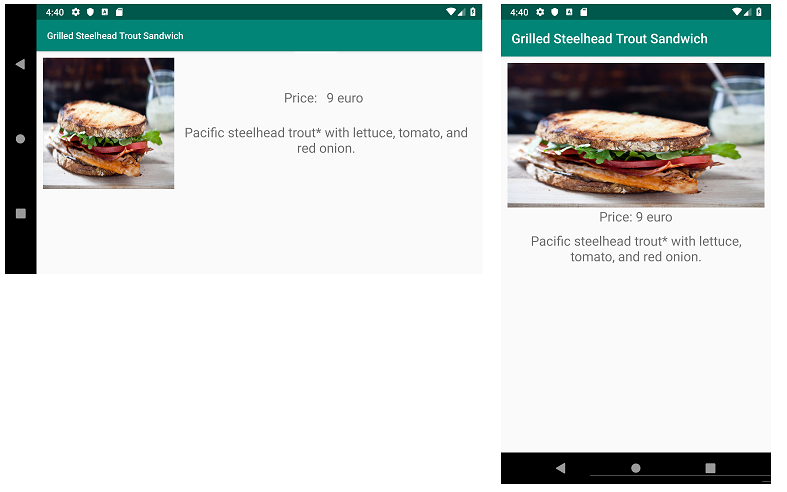 4:40
Grilled Steelhead Trout Sandwich
Price: 9 euro
Pacific steelhead trout* with lettuce, tomato, and
red onion.
4:40
Grilled Steelhead Trout Sandwich
Price: 9 euro
Pacific steelhead trout* with lettuce,
tomato, and red onion.